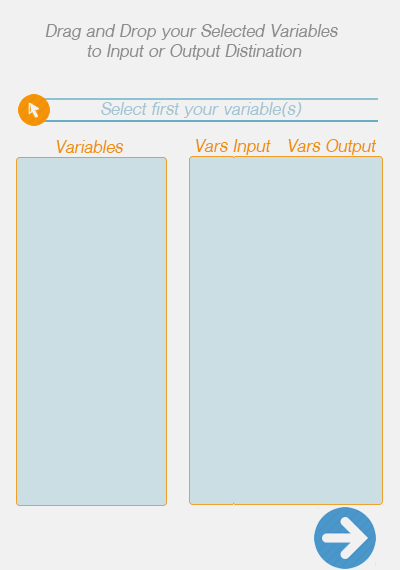 Drag and Drop your Selected Variables
to Input or Output Distination
Select first your variable(s)
Variables
Vars Input
Vars Output